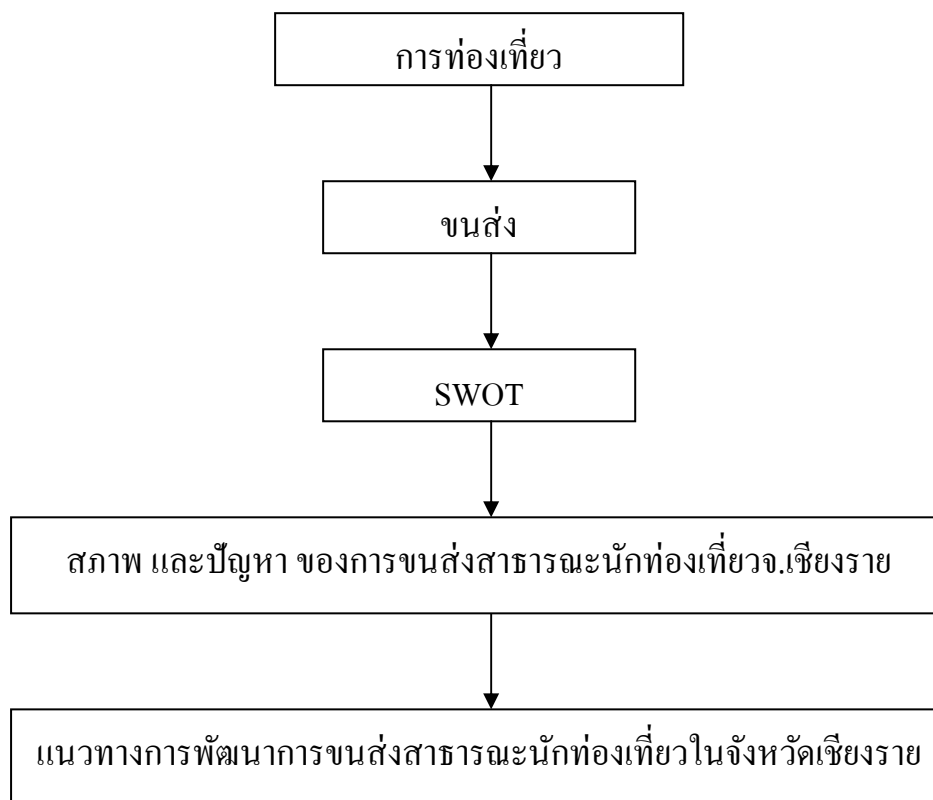 การท่องเที่ยว
ขนส่ง
SWOT
สภาพ และปัญหา ของการขนส่งสาธารณะนักท่องเที่ยวจ.เชียงราย
แนวทางการพัฒนาการขนส่งสาธารณะนักท่องเที่ยวในจังหวัดเชียงราย